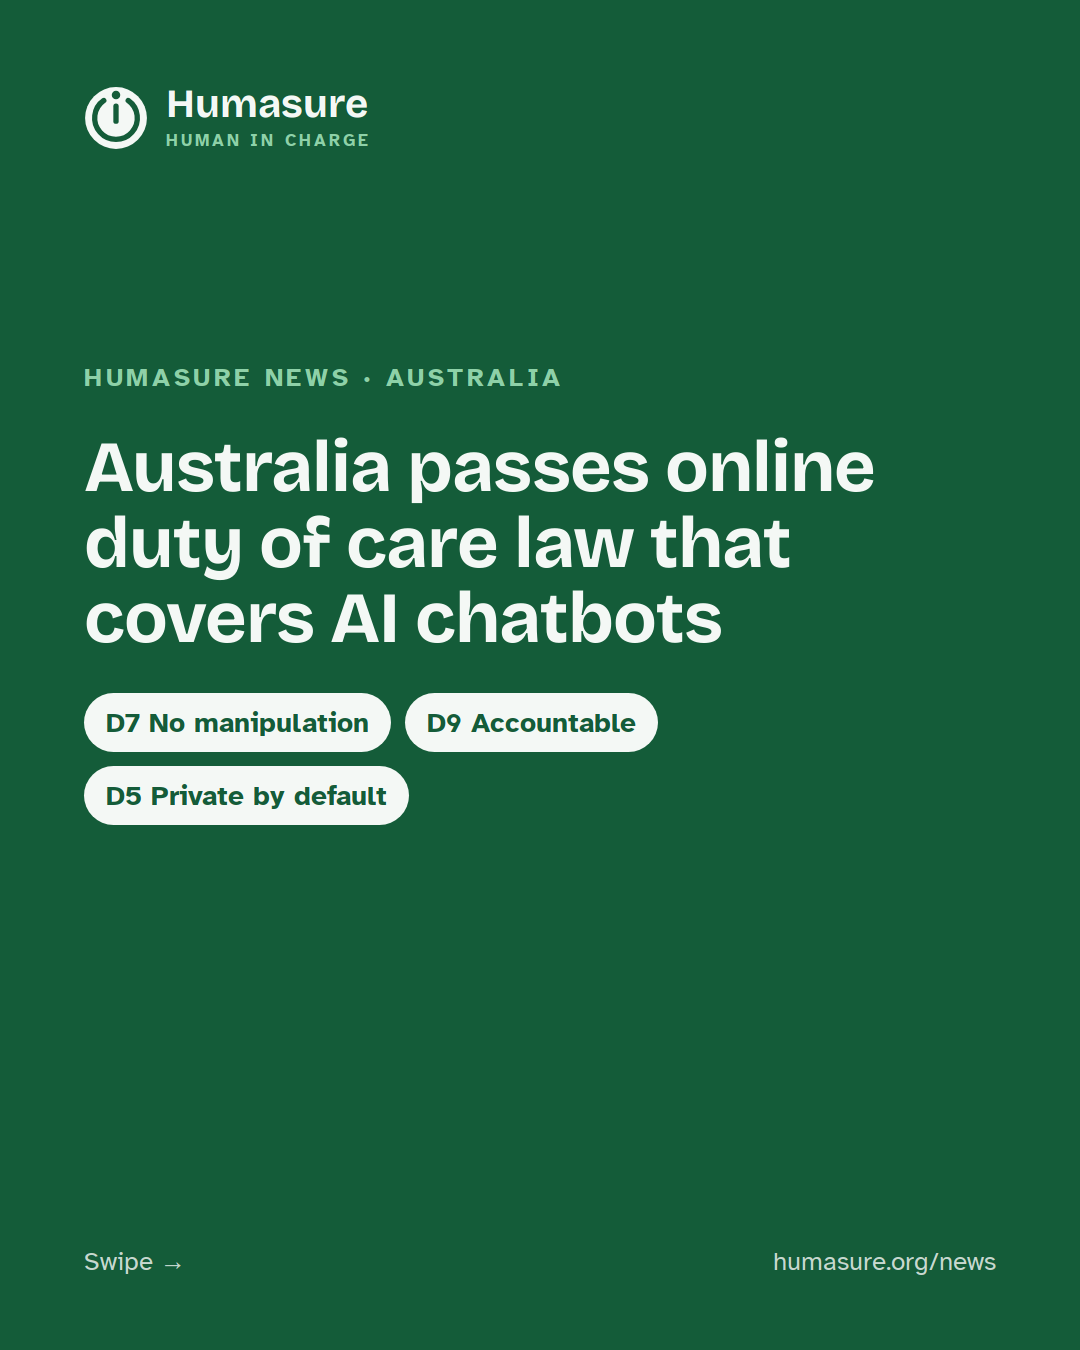 Humasure
HUMAN IN CHARGE
HUMASURE NEWS · AUSTRALIA
Australia passes online
duty of care law that
covers AI chatbots
D7 No manipulation
D9 Accountable
D5 Private by default
Swipe →
humasure.org/news